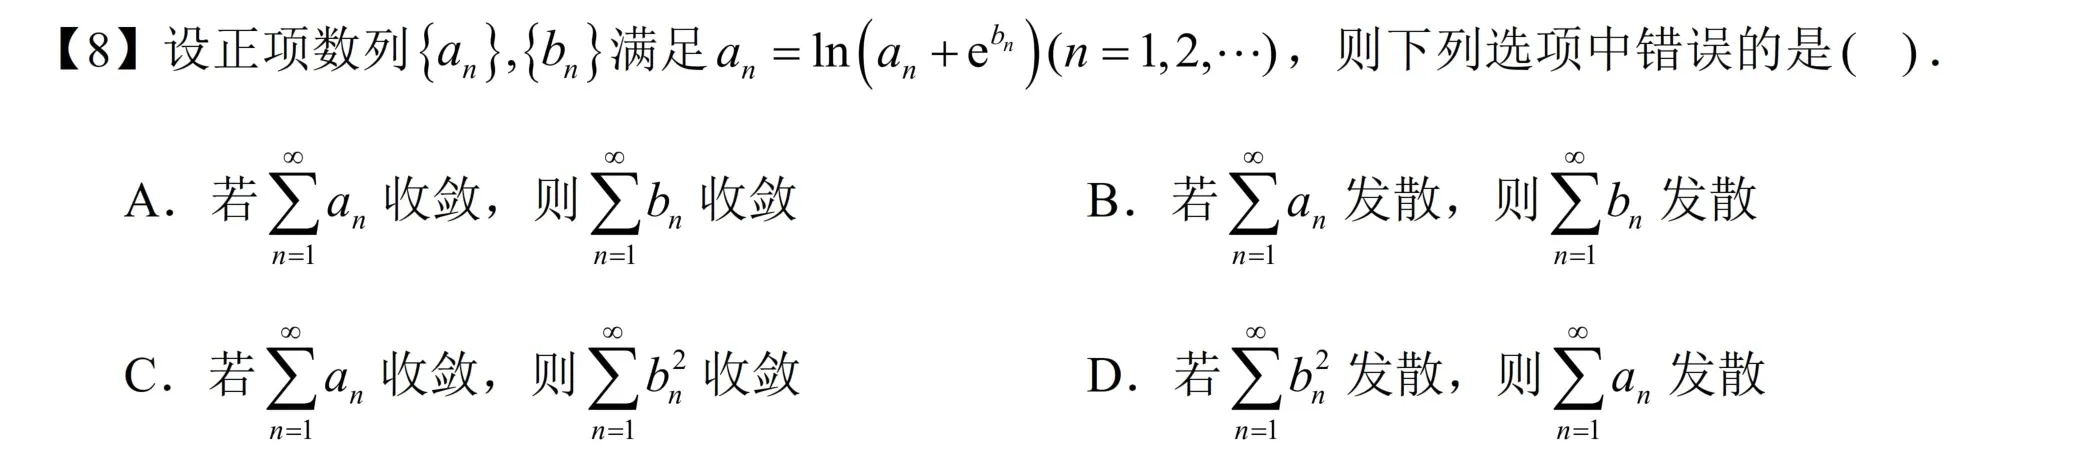 【8】设正项数列{aₙ},{bₙ}满足 aₙ = ln(aₙ + e^{bₙ})(n = 1,2,⋯)，则下列选项中错误的是( ).
A. 若 ∑_{n=1}^{∞} aₙ 收敛，则 ∑_{n=1}^{∞} bₙ 收敛 B. 若 ∑_{n=1}^{∞} aₙ 发散，则 ∑_{n=1}^{∞} bₙ 发散
C. 若 ∑_{n=1}^{∞} aₙ 收敛，则 ∑_{n=1}^{∞} bₙ² 收敛 D. 若 ∑_{n=1}^{∞} bₙ² 发散，则 ∑_{n=1}^{∞} aₙ 发散